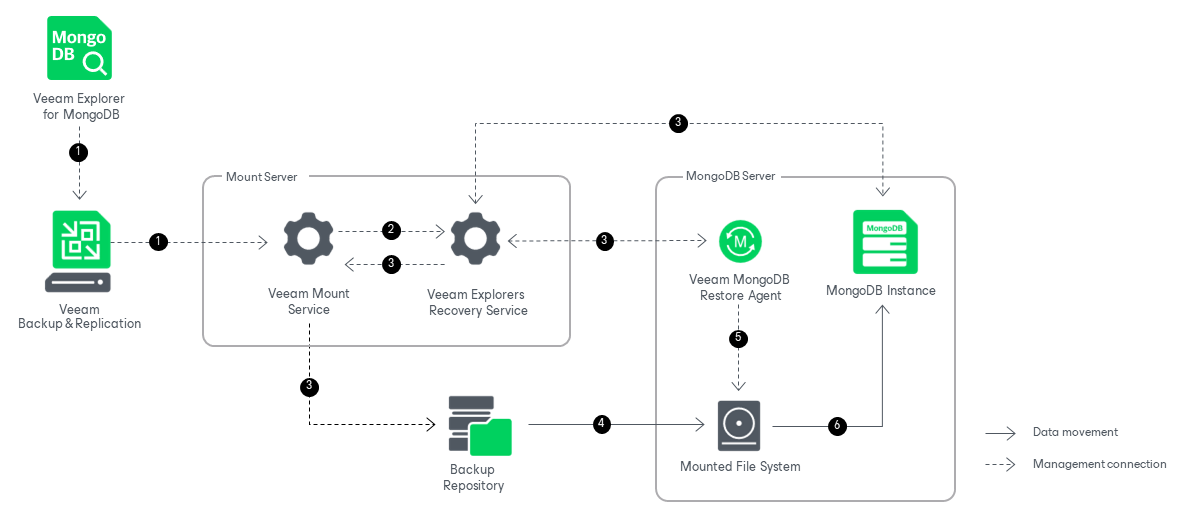 Mongo
DB
Veeam Explorer
for MongoDB
1
3
Mount Server
MongoDB Server
1
2
3
3
M
MongoDB
Veeam Mount
Service
Veeam Explorers
Recovery Service
Veeam MongoDB
Restore Agent
MongoDB Instance
Veeam
Backup & Replication
5
3
4
6
Backup
Repository
Mounted File System
Data movement
Management connection